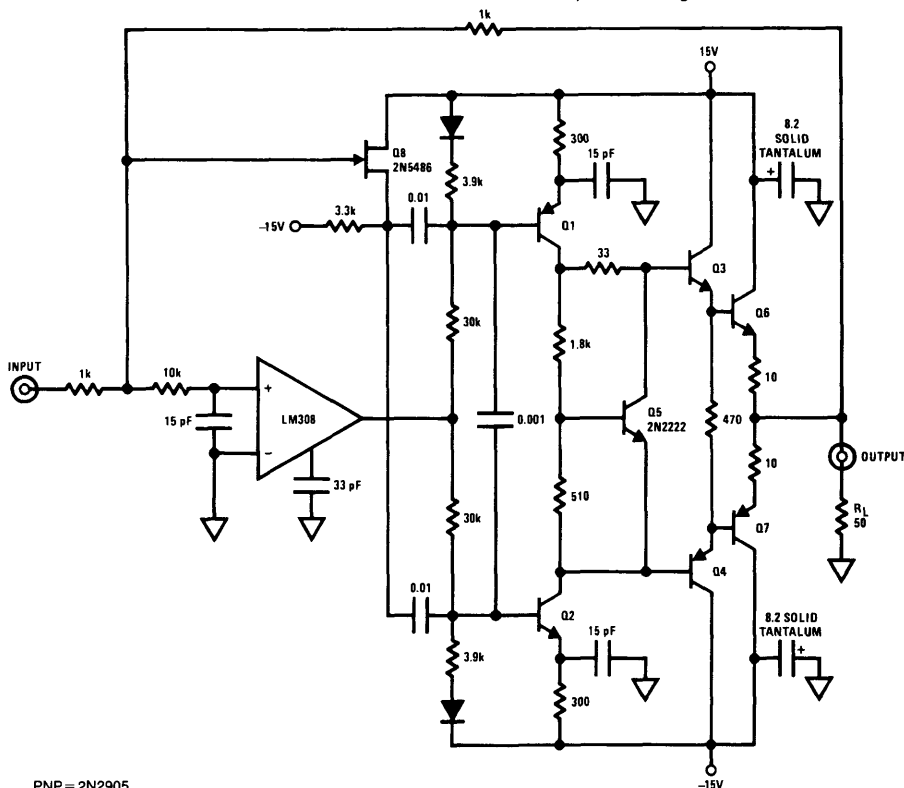 1k
15V
8.2
SOLID
TANTALUM
+
300
15 pF
Q8
2N5486
3.9k
0.01
3.3k
–15V
Q1
33
Q3
Q6
30k
1.8k
10
INPUT
1k
10k
+
LM308
–
15 pF
33 pF
0.001
Q5
2N2222
470
10
OUTPUT
RL
50
30k
510
Q7
Q4
0.01
Q2
15 pF
8.2 SOLID
TANTALUM
+
3.9k
300
–15V
PNP = 2N2905